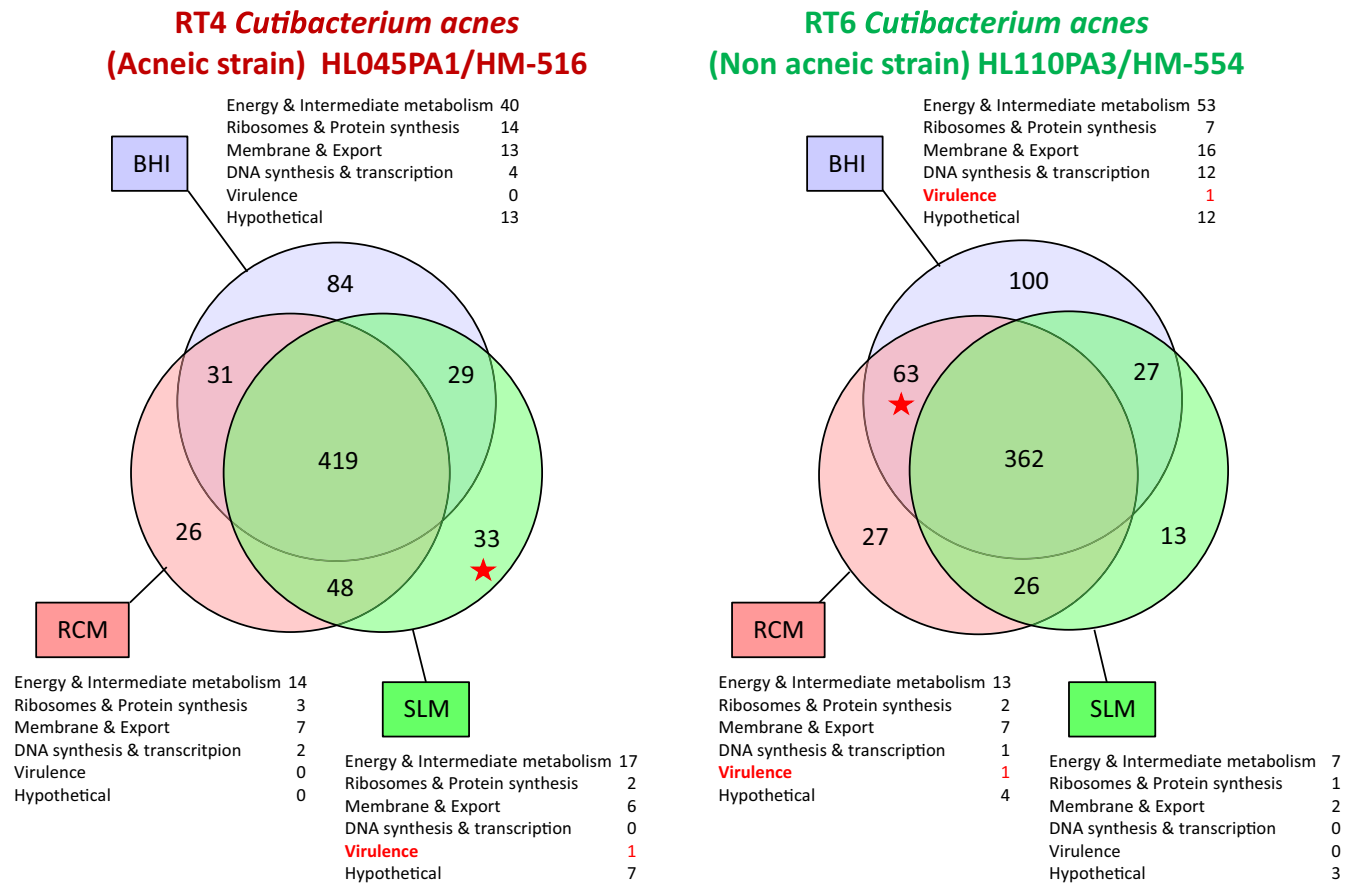 RT4 Cutibacterium acnes
(Acneic strain) HL045PA1/HM-516
Energy & Intermediate metabolism 40
Ribosomes & Protein synthesis 14
Membrane & Export 13
DNA synthesis & transcription 4
Virulence 0
Hypothetical 13
BHI
84
31
29
419
26
33
48
RCM
Energy & Intermediate metabolism 14
Ribosomes & Protein synthesis 3
Membrane & Export 7
DNA synthesis & transcritpion 2
Virulence 0
Hypothetical 0
SLM
Energy & Intermediate metabolism 17
Ribosomes & Protein synthesis 2
Membrane & Export 6
DNA synthesis & transcription 0
Virulence 1
Hypothetical 7
RT6 Cutibacterium acnes
(Non acneic strain) HL110PA3/HM-554
Energy & Intermediate metabolism 53
Ribosomes & Protein synthesis 7
Membrane & Export 16
DNA synthesis & transcription 12
Virulence 1
Hypothetical 12
BHI
100
63
27
362
27
13
26
RCM
Energy & Intermediate metabolism 13
Ribosomes & Protein synthesis 2
Membrane & Export 7
DNA synthesis & transcription 1
Virulence 1
Hypothetical 4
SLM
Energy & Intermediate metabolism 7
Ribosomes & Protein synthesis 1
Membrane & Export 2
DNA synthesis & transcription 0
Virulence 0
Hypothetical 3